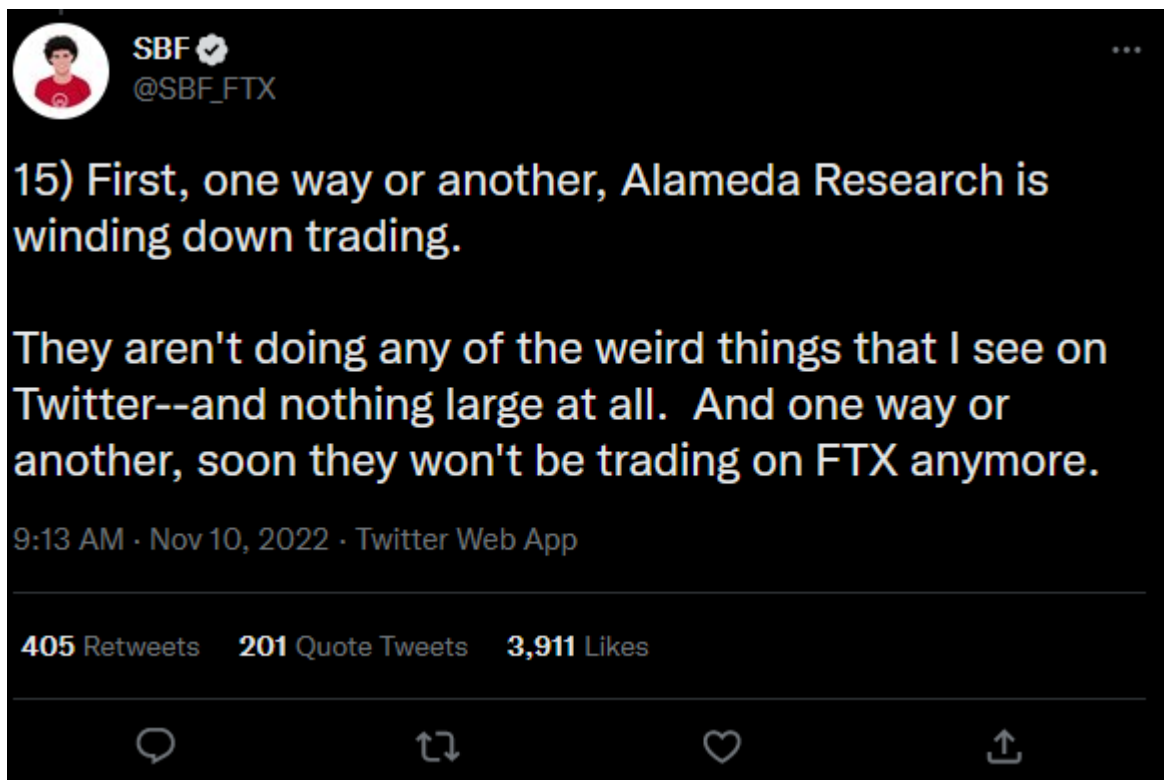 SBF
@SBF_FTX
15) First, one way or another, Alameda Research is
winding down trading.
They aren't doing any of the weird things that I see on
Twitter--and nothing large at all.  And one way or
another, soon they won't be trading on FTX anymore.
9:13 AM · Nov 10, 2022 · Twitter Web App
405 Retweets 201 Quote Tweets 3,911 Likes